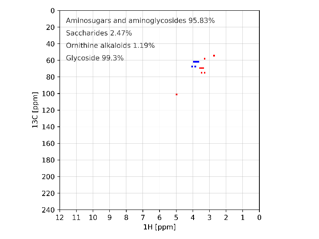 0
20
40
60
80
100
120
140
160
180
200
220
240
13C [ppm]
Aminosugars and aminoglycosides 95.83%
Saccharides 2.47%
Ornithine alkaloids 1.19%
Glycoside 99.3%
12 11 10 9 8 7 6 5 4 3 2 1 0
1H [ppm]